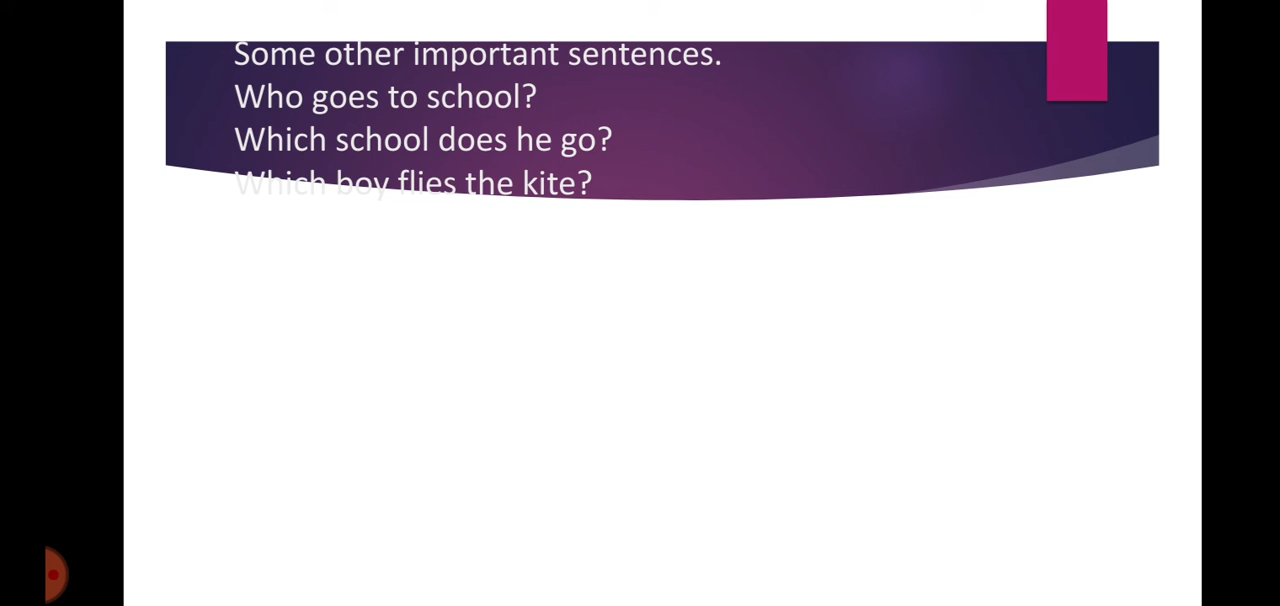 Some other important sentences.
Who goes to school?
Which school does he go?
Which boy flies the kite?